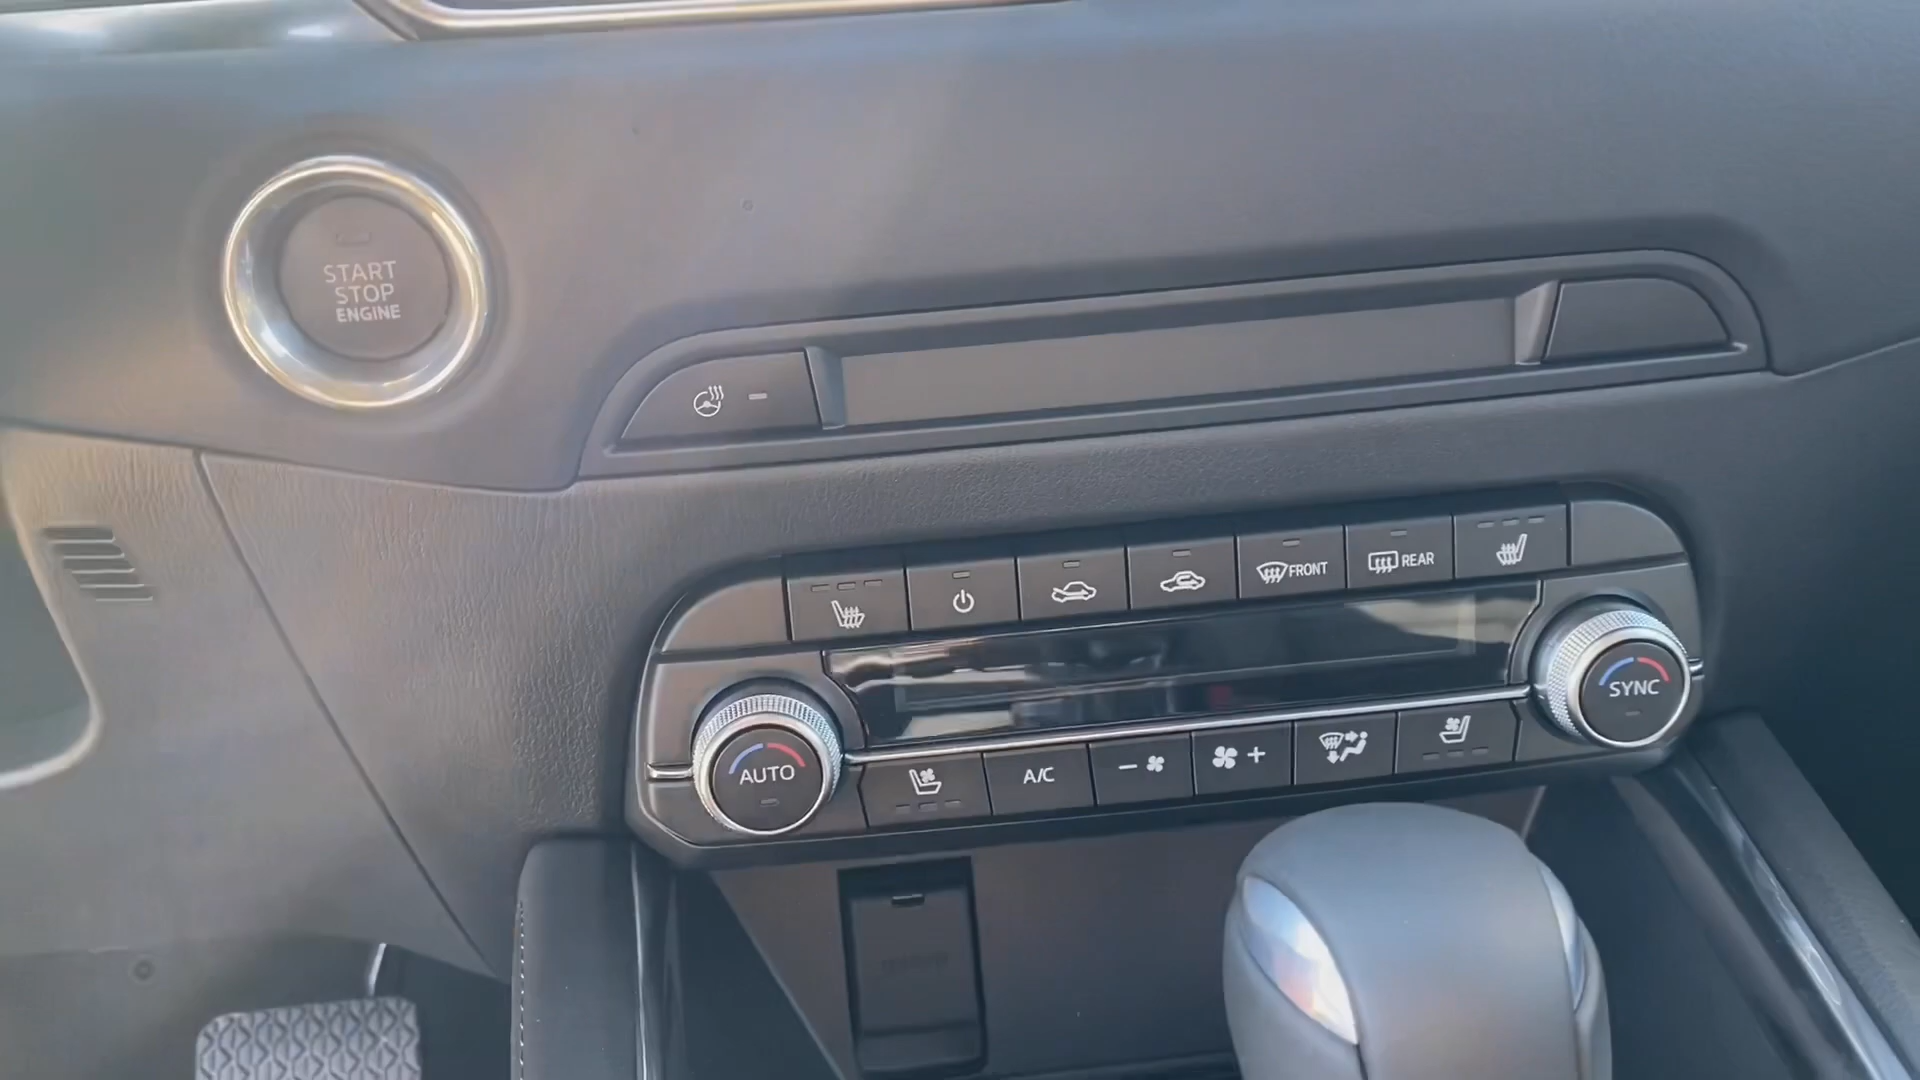 START
STOP
ENGINE
FRONT
REAR
SYNC
AUTO
A/C
- 
+